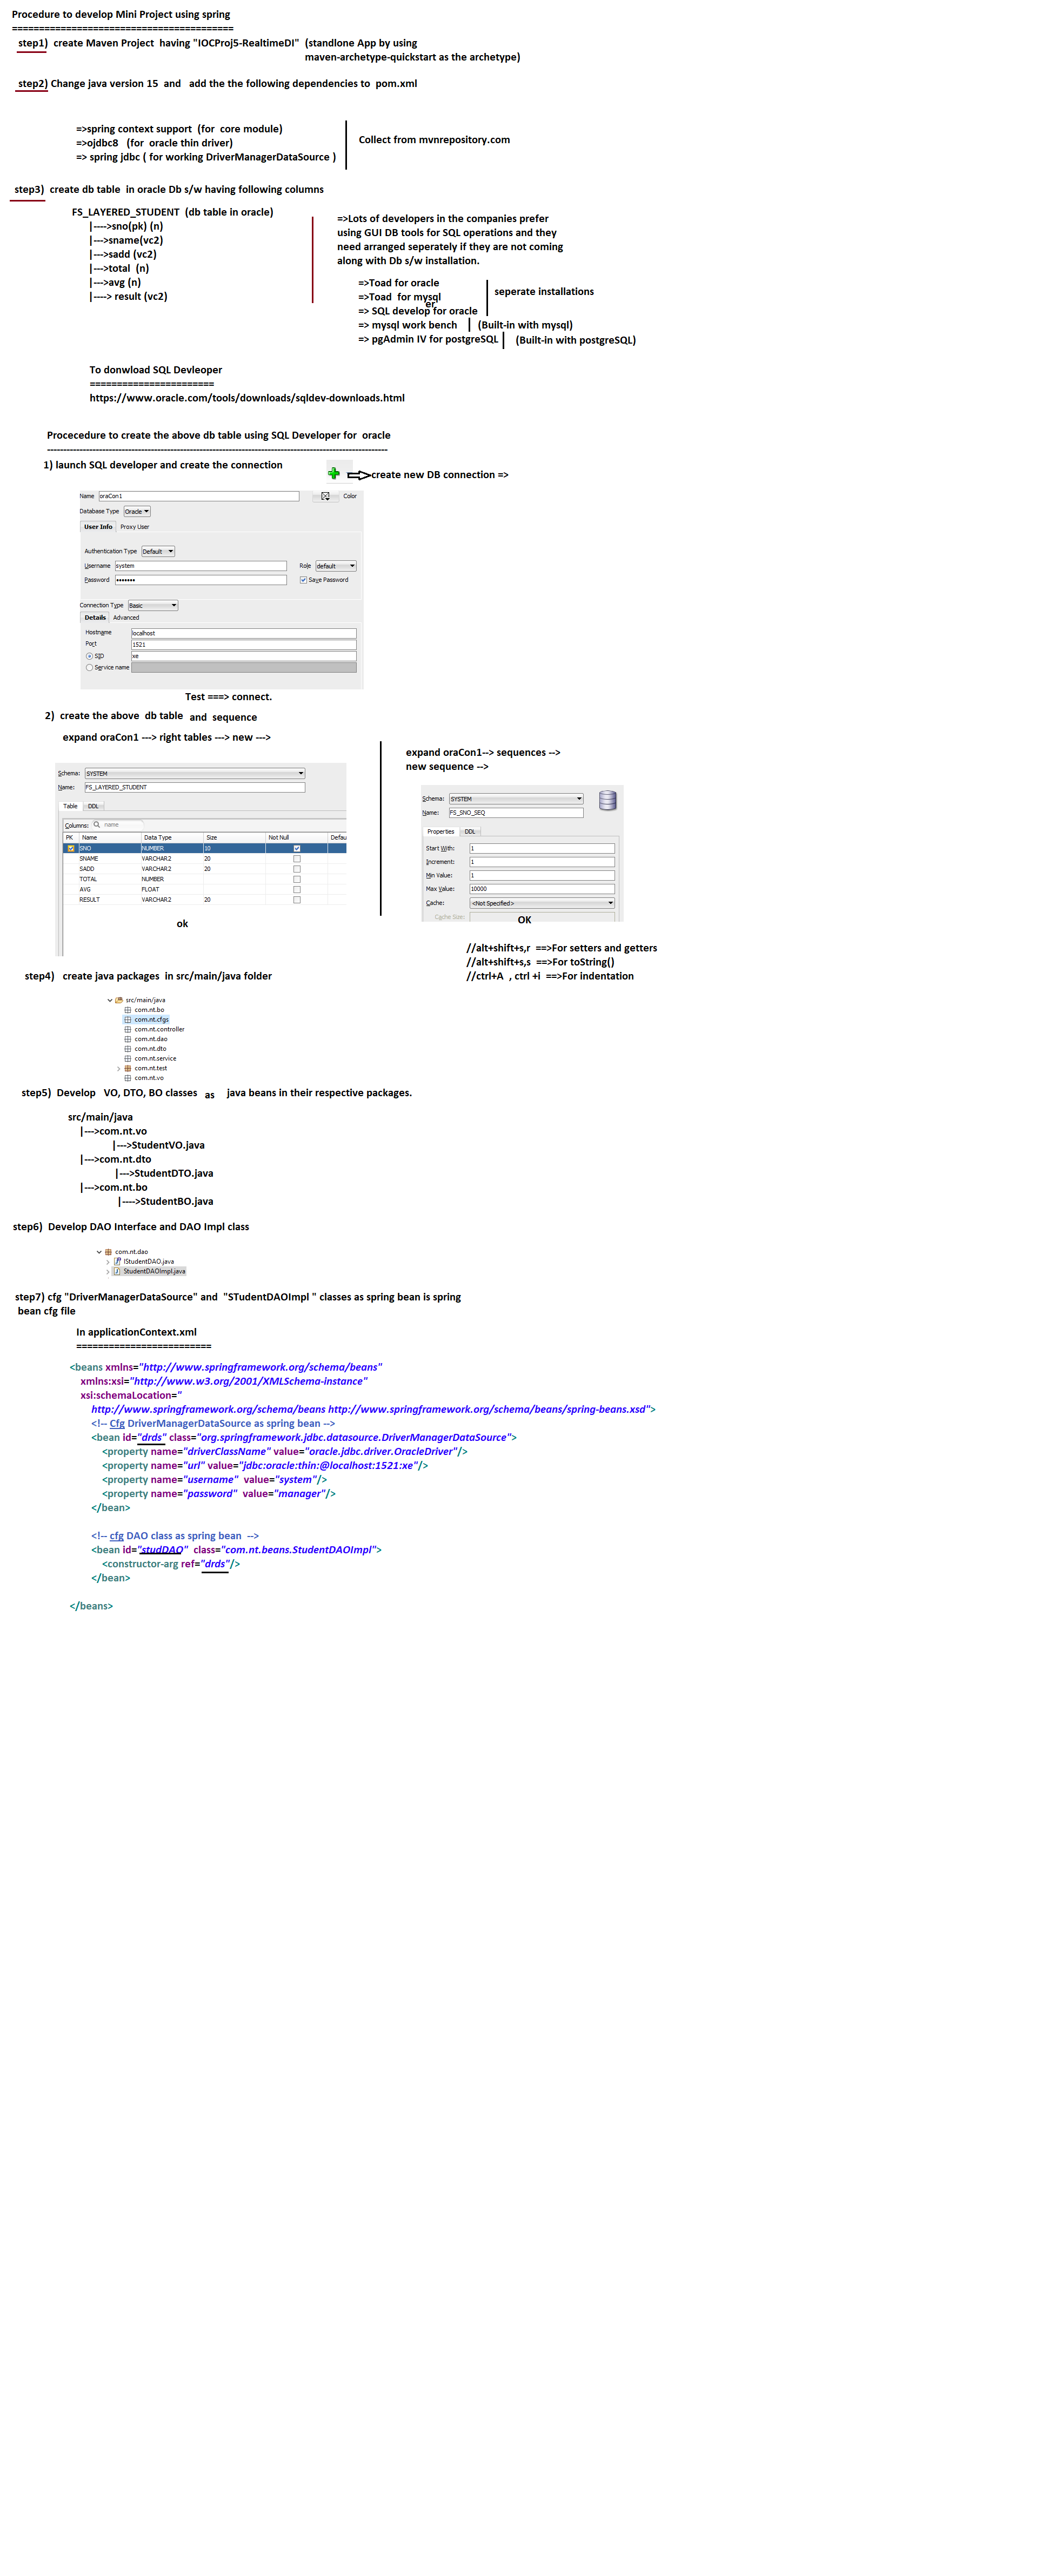 Procedure to develop Mini Project using spring
=========================================
step1) create Maven Project having "IOCProj5-RealtimeDI" (standlone App by using
maven-archetype-quickstart as the archetype)
step2) Change java version 15 and add the the following dependencies to pom.xml
=>spring context support (for core module)
=>ojdbc8 (for oracle thin driver)
=> spring jdbc ( for working DriverManagerDataSource )
Collect from mvnrepository.com
step3) create db table in oracle Db s/w having following columns
FS_LAYERED_STUDENT (db table in oracle)
|---->sno(pk) (n)
|--->sname(vc2)
|--->sadd (vc2)
|--->total (n)
|--->avg (n)
|----> result (vc2)
=>Lots of developers in the companies prefer
using GUI DB tools for SQL operations and they
need arranged seperately if they are not coming
along with Db s/w installation.
=>Toad for oracle
=>Toad for mysql
er
=> SQL develop for oracle
seperate installations
=> mysql work bench | (Built-in with mysql)
=> pgAdmin IV for postgreSQL | (Built-in with postgreSQL)
To donwload SQL Devleoper
=======================
https://www.oracle.com/tools/downloads/sqldev-downloads.html
Procecedure to create the above db table using SQL Developer for oracle
---------------------------------------------------------------------------------------------------------
1) launch SQL developer and create the connection
create new DB connection =>
Name oraCon1 Color
Database Type Oracle
User Info Proxy User
Authentication Type Default
Username system Role default
Password ••••••• Save Password
Connection Type Basic
Details Advanced
Hostname localhost
Port 1521
SID xe
Service name
Test ===> connect.
2) create the above db table and sequence
expand oraCon1 ---> right tables ---> new --->
Schema: SYSTEM
Name: FS_LAYERED_STUDENT
Table DDL
Columns: name
PK Name Data Type Size Not Null Defau
SNO NUMBER 10
SNAME VARCHAR2 20
SADD VARCHAR2 20
TOTAL NUMBER
AVG FLOAT
RESULT VARCHAR2 20
ok
expand oraCon1--> sequences -->
new sequence -->
Schema: SYSTEM
Name: FS_SNO_SEQ
Properties DDL
Start With: 1
Increment: 1
Min Value: 1
Max Value: 10000
Cache: <Not Specified>
Cache Size:
OK
//alt+shift+s,r ==>For setters and getters
//alt+shift+s,s ==>For toString()
//ctrl+A , ctrl +i ==>For indentation
step4) create java packages in src/main/java folder
src/main/java
com.nt.bo
com.nt.cfgs
com.nt.controller
com.nt.dao
com.nt.dto
com.nt.service
com.nt.test
com.nt.vo
step5) Develop VO, DTO, BO classes as java beans in their respective packages.
src/main/java
|--->com.nt.vo
|--->StudentVO.java
|--->com.nt.dto
|--->StudentDTO.java
|--->com.nt.bo
|---->StudentBO.java
step6) Develop DAO Interface and DAO Impl class
com.nt.dao
IStudentDAO.java
StudentDAOImpl.java
step7) cfg "DriverManagerDataSource" and "STudentDAOImpl " classes as spring bean is spring
bean cfg file
In applicationContext.xml
=========================
<beans xmlns="http://www.springframework.org/schema/beans"
xmlns:xsi="http://www.w3.org/2001/XMLSchema-instance"
xsi:schemaLocation="
http://www.springframework.org/schema/beans http://www.springframework.org/schema/beans/spring-beans.xsd">
<!-- Cfg DriverManagerDataSource as spring bean -->
<bean id="drds" class="org.springframework.jdbc.datasource.DriverManagerDataSource">
<property name="driverClassName" value="oracle.jdbc.driver.OracleDriver"/>
<property name="url" value="jdbc:oracle:thin:@localhost:1521:xe"/>
<property name="username" value="system"/>
<property name="password" value="manager"/>
</bean>
<!-- cfg DAO class as spring bean -->
<bean id="studDAO" class="com.nt.beans.StudentDAOImpl">
<constructor-arg ref="drds"/>
</bean>
</beans>